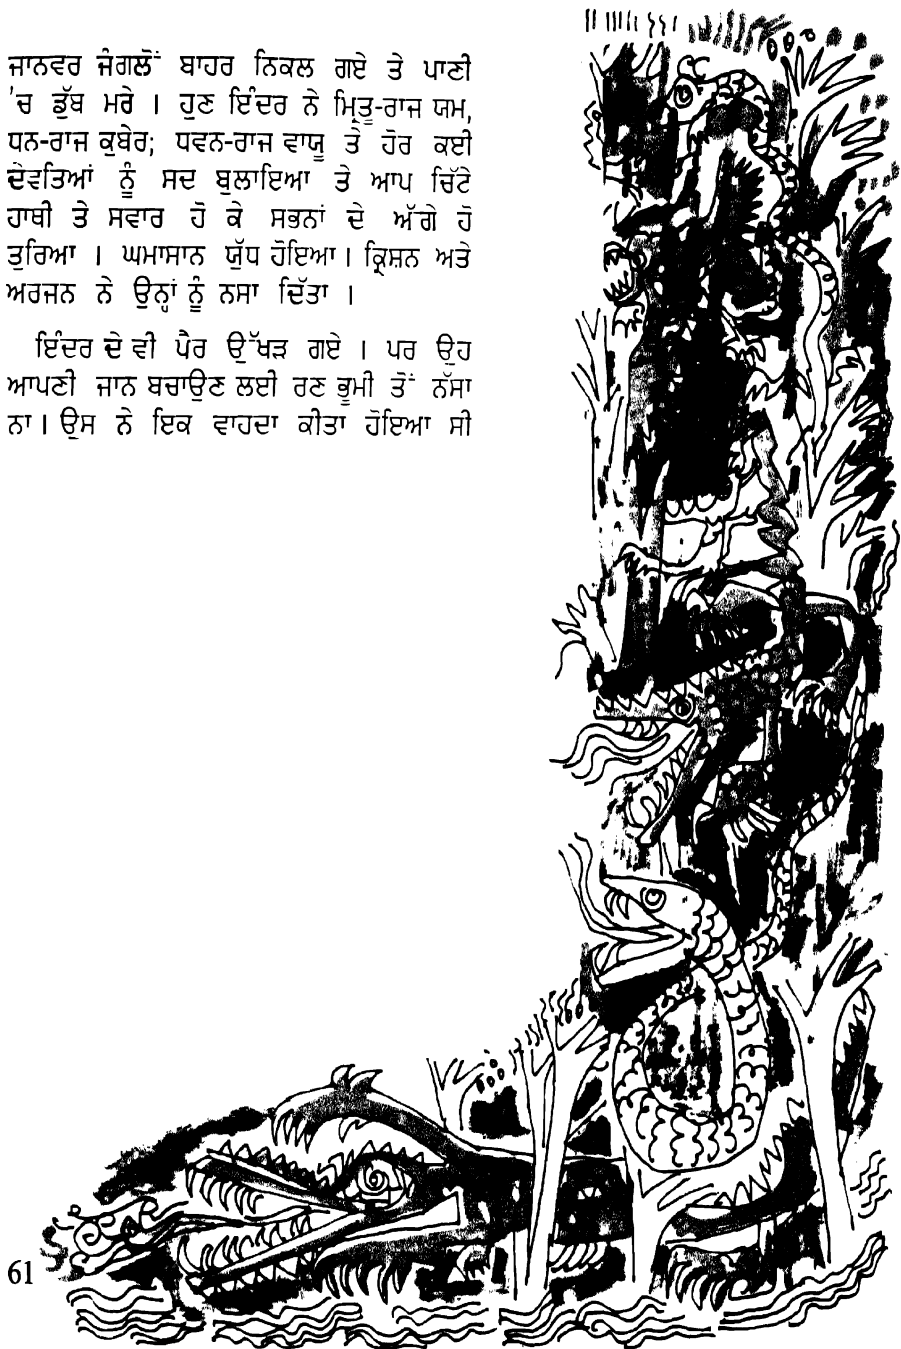 ਜਾਨਵਰ ਜੰਗਲੋਂ ਬਾਹਰ ਨਿਕਲ ਗਏ ਤੇ ਪਾਣੀ
'ਚ ਡੁੱਬ ਮਰੇ । ਹੁਣ ਇੰਦਰ ਨੇ ਮ੍ਰਿਤੂ-ਰਾਜ ਯਮ,
ਧਨ-ਰਾਜ ਕੁਬੇਰ; ਧਵਨ-ਰਾਜ ਵਾਯੂ ਤੇ ਹੋਰ ਕਈ
ਦੇਵਤਿਆਂ ਨੂੰ ਸਦ ਬੁਲਾਇਆ ਤੇ ਆਪ ਚਿੱਟੇ
ਹਾਥੀ ਤੇ ਸਵਾਰ ਹੋ ਕੇ ਸਭਨਾਂ ਦੇ ਅੱਗੇ ਹੋ
ਤੁਰਿਆ । ਘਮਾਸਾਨ ਯੁੱਧ ਹੋਇਆ । ਕ੍ਰਿਸ਼ਨ ਅਤੇ
ਅਰਜਨ ਨੇ ਉਨ੍ਹਾਂ ਨੂੰ ਨਸਾ ਦਿੱਤਾ ।
ਇੰਦਰ ਦੇ ਵੀ ਪੈਰ ਉੱਖੜ ਗਏ । ਪਰ ਉਹ
ਆਪਣੀ ਜਾਨ ਬਚਾਉਣ ਲਈ ਰਣ ਭੂਮੀ ਤੋਂ ਨੱਸਾ
ਨਾ । ਉਸ ਨੇ ਇਕ ਵਾਹਦਾ ਕੀਤਾ ਹੋਇਆ ਸੀ
61